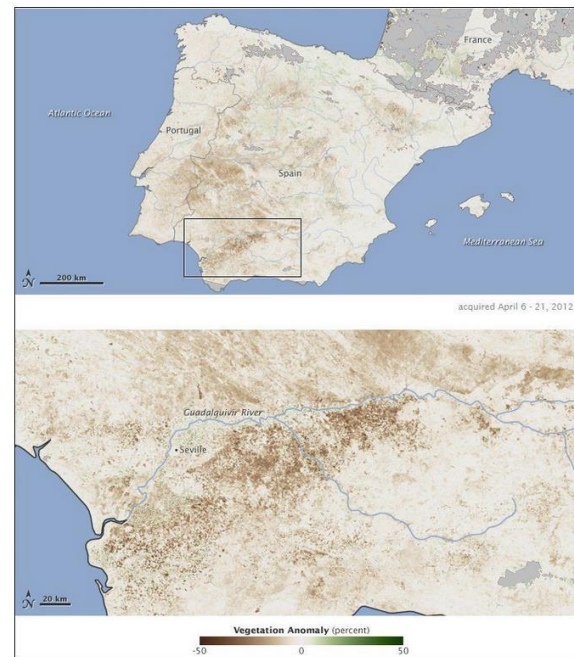 France
Atlantic Ocean
Portugal
Spain
Mediterranean Sea
N
200 km
acquired April 6 - 21, 2012
Guadalquivir River
Seville
N
20 km
Vegetation Anomaly (percent)
-50 0 50